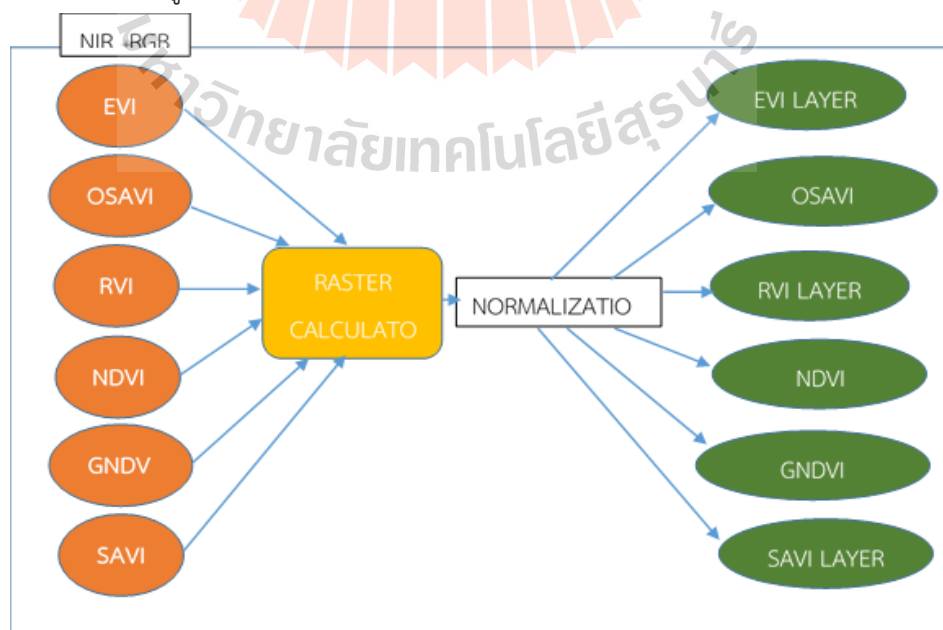 NIR -RGB
EVI
OSAVI
RVI
NDVI
GNDV
SAVI
RASTER
CALCULATO
NORMALIZATIO
EVI LAYER
OSAVI
RVI LAYER
NDVI
GNDVI
SAVI LAYER